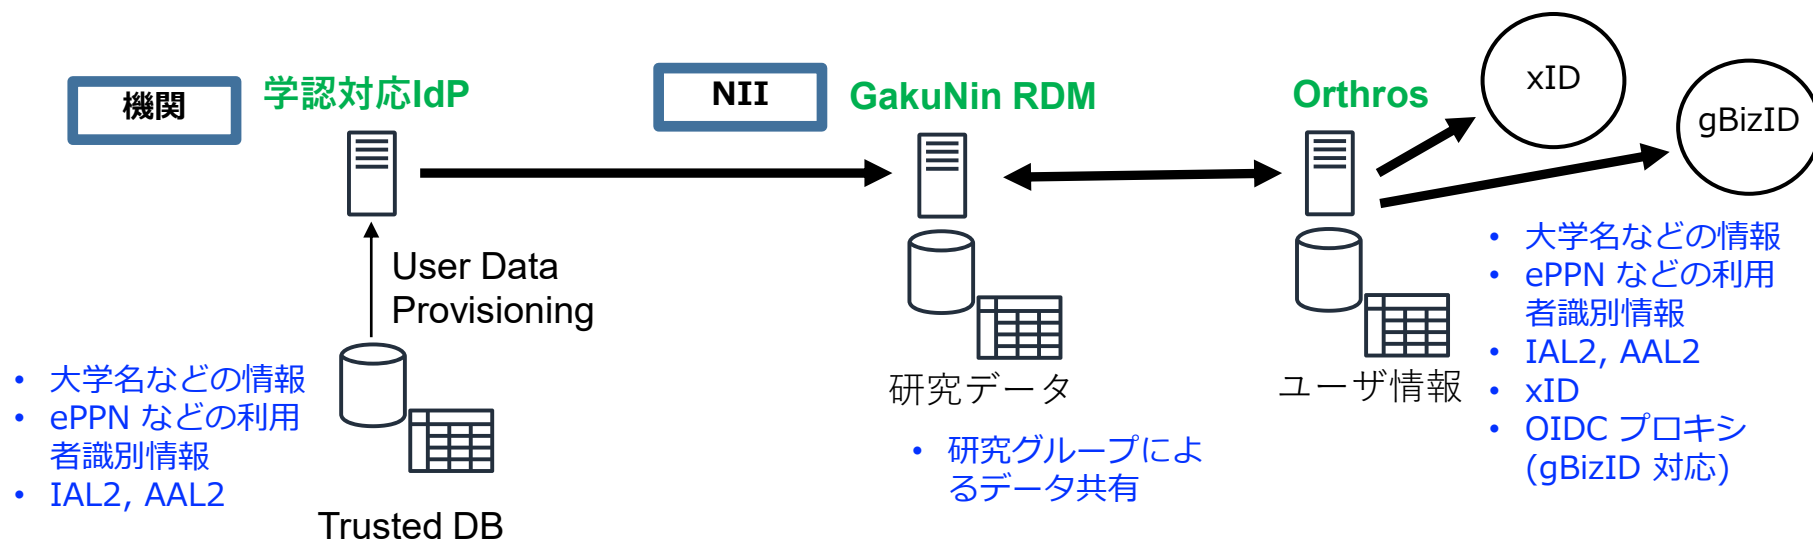 機関
学認対応IdP
NII
GakuNin RDM
Orthros
xID
gBizID
User Data
Provisioning
• 大学名などの情報
• ePPN などの利用
者識別情報
• IAL2, AAL2
Trusted DB
研究データ
• 研究グループによ
るデータ共有
ユーザ情報
• 大学名などの情報
• ePPN などの利用
者識別情報
• IAL2, AAL2
• xID
• OIDC プロキシ
(gBizID 対応)